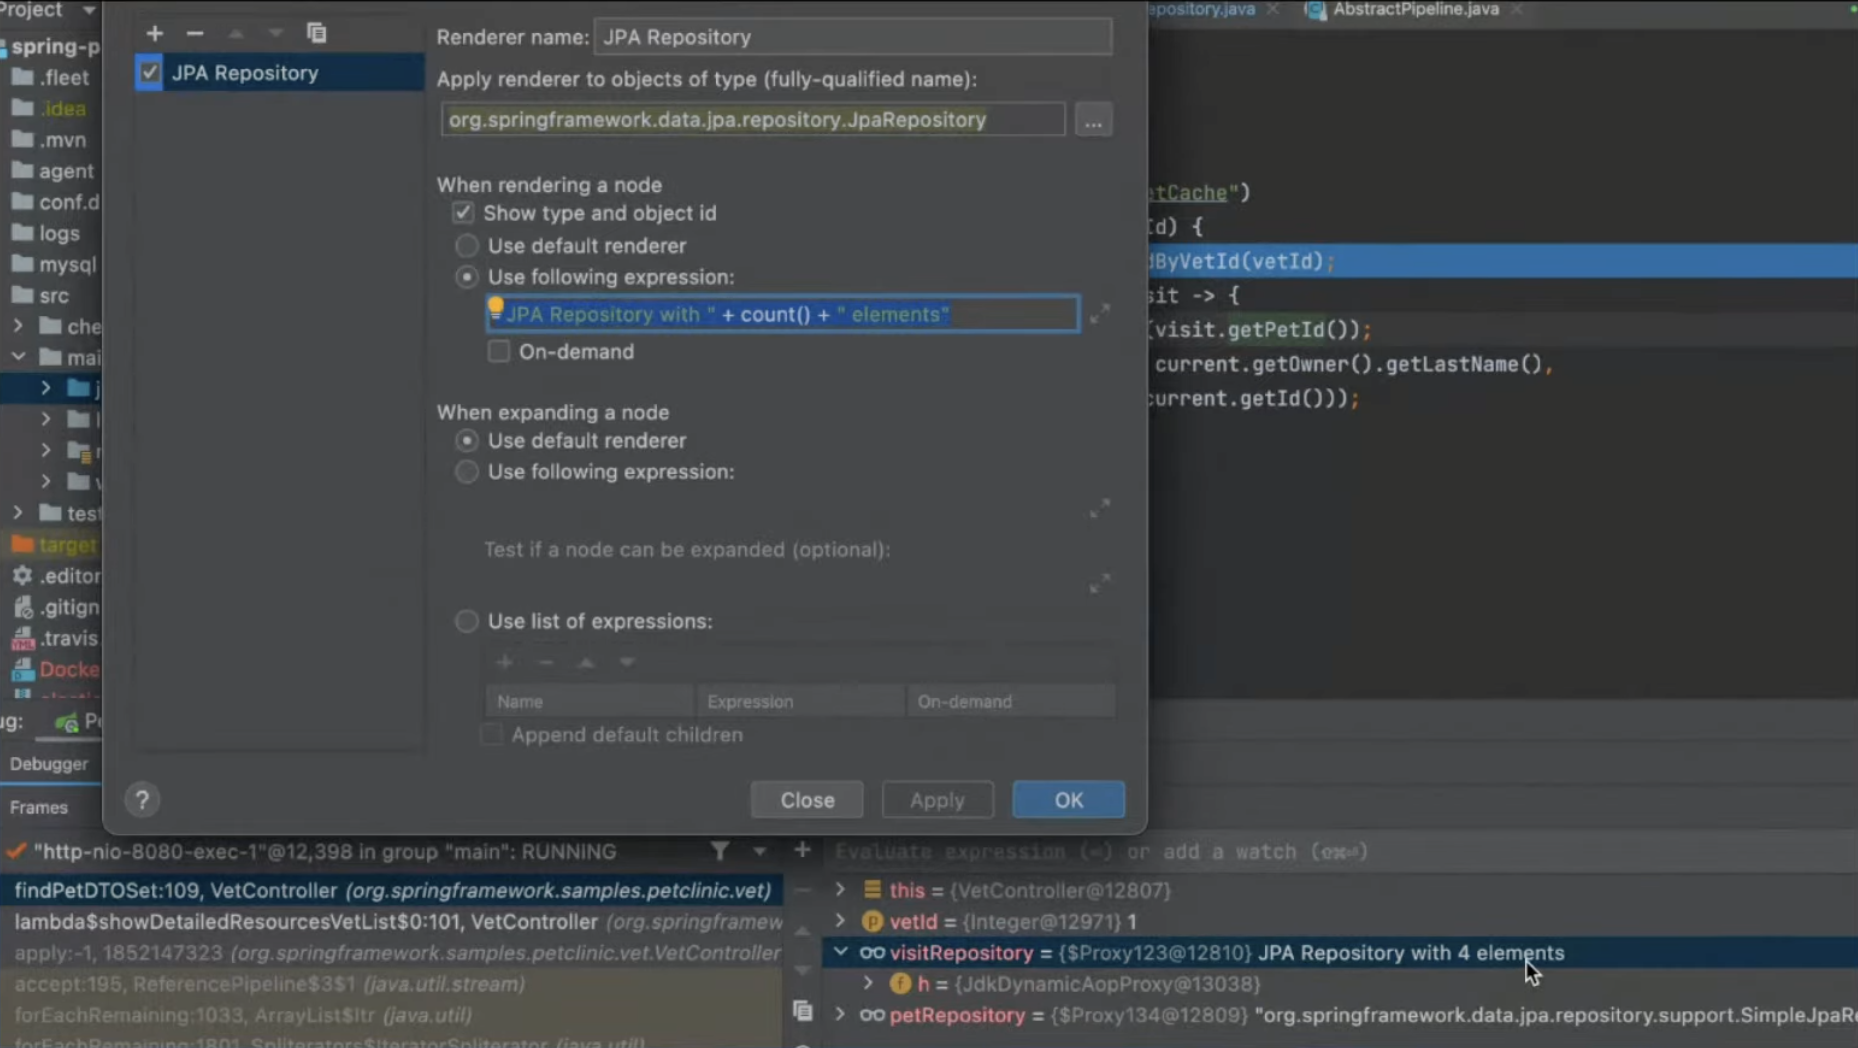 Project
spring-p
.fleet
.idea
.mvn
agent
conf.d
logs
mysql
src
che
mai
j
test
target
.editor
.gitign
.travis.
Docke
JPA Repository
Renderer name:
JPA Repository
Apply renderer to objects of type (fully-qualified name):
org.springframework.data.jpa.repository.JpaRepository
...
When rendering a node
Show type and object id
Use default renderer
Use following expression:
JPA Repository with " + count() + " elements"
On-demand
When expanding a node
Use default renderer
Use following expression:
Test if a node can be expanded (optional):
Use list of expressions:
Name Expression On-demand
Append default children
?
Close Apply OK
epository.java AbstractPipeline.java
etCache")
Id) {
dByVetId(vetId);
sit -> {
(visit.getPetId());
current.getOwner().getLastName(),
current.getId()));
ug: Pe
Debugger
Frames
"http-nio-8080-exec-1"@12,398 in group "main": RUNNING
findPetDTOSet:109, VetController (org.springframework.samples.petclinic.vet)
lambda$showDetailedResourcesVetList$0:101, VetController (org.springframew
apply:-1, 1852147323 (org.springframework.samples.petclinic.vet.VetController
accept:195, ReferencePipeline$3$1 (java.util.stream)
forEachRemaining:1033, ArrayList$Itr (java.util)
forEachRemaining:1801, Spliterators$IteratorSpliterator (java.util)
Evaluate expression (⏎) or add a watch (⇧⌘⏎)
this = {VetController@12807}
vetId = {Integer@12971} 1
visitRepository = {$Proxy123@12810} JPA Repository with 4 elements
h = {JdkDynamicAopProxy@13038}
petRepository = {$Proxy134@12809} "org.springframework.data.jpa.repository.support.SimpleJpaRe